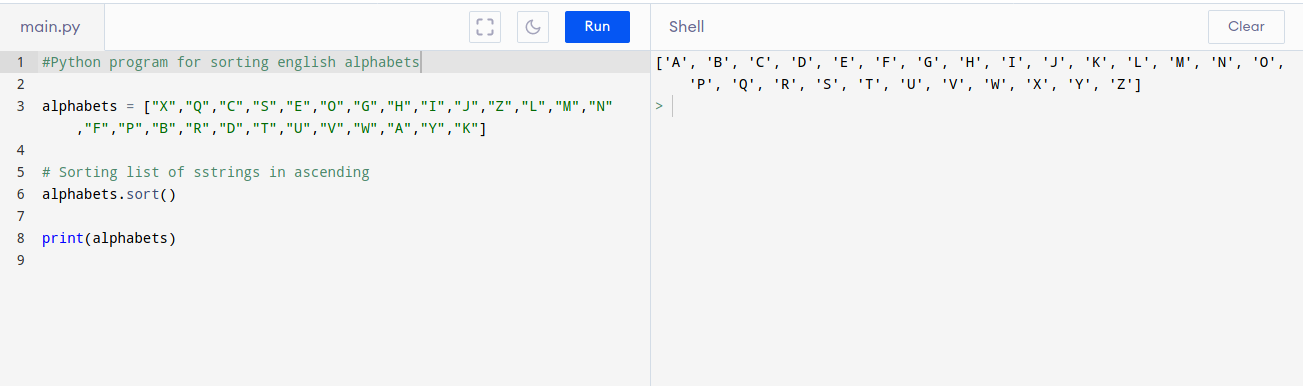 main.py
Run
1 #Python program for sorting english alphabets
2
3 alphabets = ["X","Q","C","S","E","O","G","H","I","J","Z","L","M","N"
,"F","P","B","R","D","T","U","V","W","A","Y","K"]
4
5 # Sorting list of sstrings in ascending
6 alphabets.sort()
7
8 print(alphabets)
9
Shell
Clear
['A', 'B', 'C', 'D', 'E', 'F', 'G', 'H', 'I', 'J', 'K', 'L', 'M', 'N', 'O',
'P', 'Q', 'R', 'S', 'T', 'U', 'V', 'W', 'X', 'Y', 'Z']
>